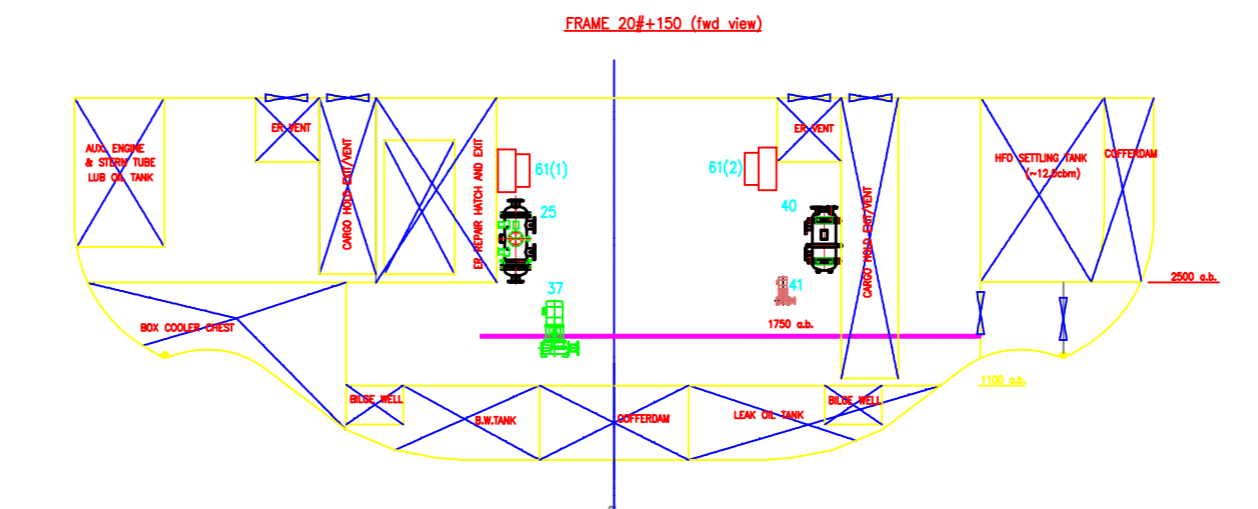 FRAME 20#+150 (fwd view)
AUX. ENGINE
& STERN TUBE
LUB OIL TANK
ER VENT
CARGO HOLD EXIT/VENT
ER REPAIR HATCH AND EXIT
61(1)
25
37
61(2)
40
41
ER VENT
CARGO HOLD EXIT/VENT
HFO SETTLING TANK
(~12.0cbm)
COFFERDAM
2500 a.b.
1750 a.b.
1100 a.b.
BOX COOLER CHEST
BILGE WELL
B.W.TANK
COFFERDAM
LEAK OIL TANK
BILGE WELL